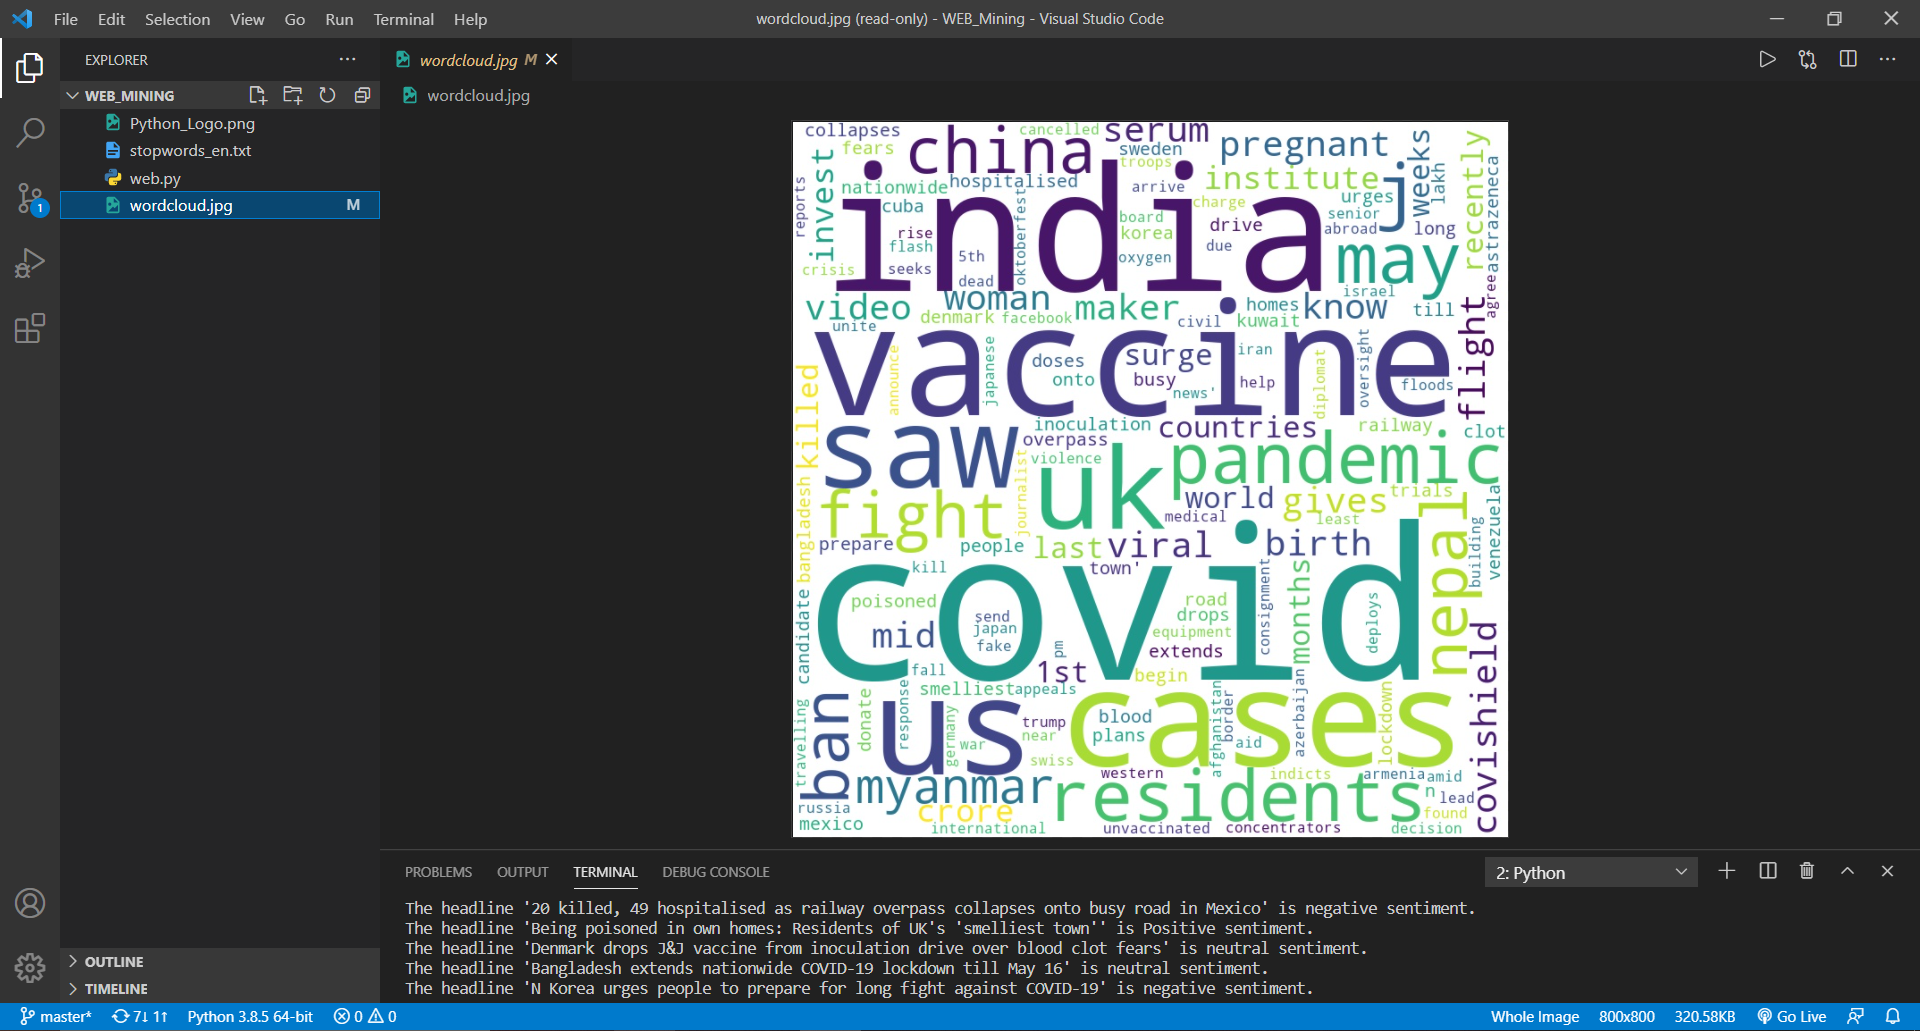 File Edit Selection View Go Run Terminal Help
wordcloud.jpg (read-only) - WEB_Mining - Visual Studio Code
EXPLORER
WEB_MINING
Python_Logo.png
stopwords_en.txt
web.py
wordcloud.jpg M
1
OUTLINE
TIMELINE
wordcloud.jpg M
wordcloud.jpg
collapses
china
cancelled
serum
pregnant
weeks
recently
fears
sweden
troops
invest
nationwide
hospitalised
arrive
institute
j
lakh
reports
cuba
india
oktoberfest
charge
urges
senior
astrazeneca
rise
flash
board
korea
drive
abroad
long
crisis
seeks
5th
dead
oxygen
due
may
israel
agree
video
woman
maker
homes
know
till
unite
denmark
facebook
civil
kuwait
flight
vaccine
announce
japanese
doses
onto
surge
busy
news'
iran
help
diplomat
oversight
floods
killed
saw
inoculation
overpass
countries
railway
clot
violence
journalist
uk
pandemic
fight
world
gives
trials
medical
least
nepal
venezuela
building
bangladesh
prepare
people
last
viral
birth
kill
town'
covid
consignment
months
poisoned
mid
send
japan
fake
road
drops
equipment
extends
deploys
candidate
fall
pm
1st
begin
covishield
smelliest
appeals
ban
donate
response
us
germany
trump
near
war
swiss
blood
plans
cases
afghanistan
border
aid
azerbaijan
lockdown
travelling
myanmar
western
indicts
armenia
amid
residents
n
lead
russia
crore
found
mexico
international
unvaccinated
concentrators
decision
PROBLEMS OUTPUT TERMINAL DEBUG CONSOLE 2: Python
The headline '20 killed, 49 hospitalised as railway overpass collapses onto busy road in Mexico' is negative sentiment.
The headline 'Being poisoned in own homes: Residents of UK's 'smelliest town'' is Positive sentiment.
The headline 'Denmark drops J&J vaccine from inoculation drive over blood clot fears' is neutral sentiment.
The headline 'Bangladesh extends nationwide COVID-19 lockdown till May 16' is neutral sentiment.
The headline 'N Korea urges people to prepare for long fight against COVID-19' is negative sentiment.
master* 7↓ 1↑ Python 3.8.5 64-bit 0 0 Whole Image 800x800 320.58KB Go Live